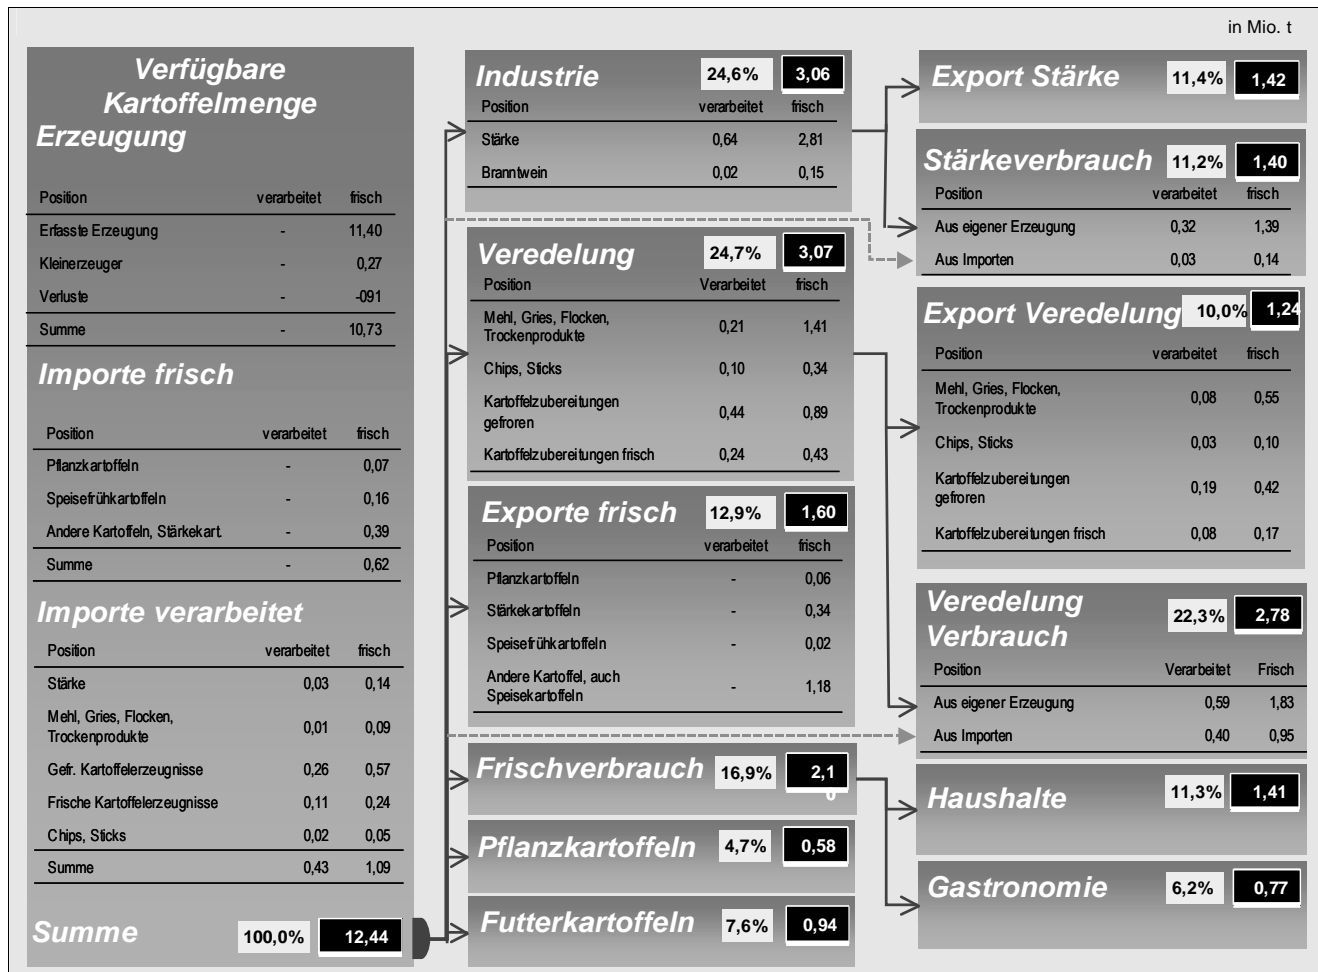 in Mio. t
Verfügbare
Kartoffelmenge
Erzeugung
Position verarbeitet frisch
Erfasste Erzeugung - 11,40
Kleinerzeuger - 0,27
Verluste - -091
Summe - 10,73
Importe frisch
Position verarbeitet frisch
Pflanzkartoffeln - 0,07
Speisefrühkartoffeln - 0,16
Andere Kartoffeln, Stärkekart. - 0,39
Summe - 0,62
Importe verarbeitet
Position verarbeitet frisch
Stärke 0,03 0,14
Mehl, Gries, Flocken,
Trockenprodukte 0,01 0,09
Gefr. Kartoffelerzeugnisse 0,26 0,57
Frische Kartoffelerzeugnisse 0,11 0,24
Chips, Sticks 0,02 0,05
Summe 0,43 1,09
Summe 100,0% 12,44
Industrie 24,6% 3,06
Position verarbeitet frisch
Stärke 0,64 2,81
Branntwein 0,02 0,15
Veredelung 24,7% 3,07
Position Verarbeitet frisch
Mehl, Gries, Flocken,
Trockenprodukte 0,21 1,41
Chips, Sticks 0,10 0,34
Kartoffelzubereitungen
gefroren 0,44 0,89
Kartoffelzubereitungen frisch 0,24 0,43
Exporte frisch 12,9% 1,60
Position verarbeitet frisch
Pflanzkartoffeln - 0,06
Stärkekartoffeln - 0,34
Speisefrühkartoffeln - 0,02
Andere Kartoffel, auch
Speisekartoffeln - 1,18
Frischverbrauch 16,9% 2,1
0
Pflanzkartoffeln 4,7% 0,58
Futterkartoffeln 7,6% 0,94
Export Stärke 11,4% 1,42
Stärkeverbrauch 11,2% 1,40
Position verarbeitet frisch
Aus eigener Erzeugung 0,32 1,39
Aus Importen 0,03 0,14
Export Veredelung 10,0% 1,24
Position verarbeitet frisch
Mehl, Gries, Flocken,
Trockenprodukte 0,08 0,55
Chips, Sticks 0,03 0,10
Kartoffelzubereitungen
gefroren 0,19 0,42
Kartoffelzubereitungen frisch 0,08 0,17
Veredelung
Verbrauch 22,3% 2,78
Position Verarbeitet Frisch
Aus eigener Erzeugung 0,59 1,83
Aus Importen 0,40 0,95
Haushalte 11,3% 1,41
Gastronomie 6,2% 0,77